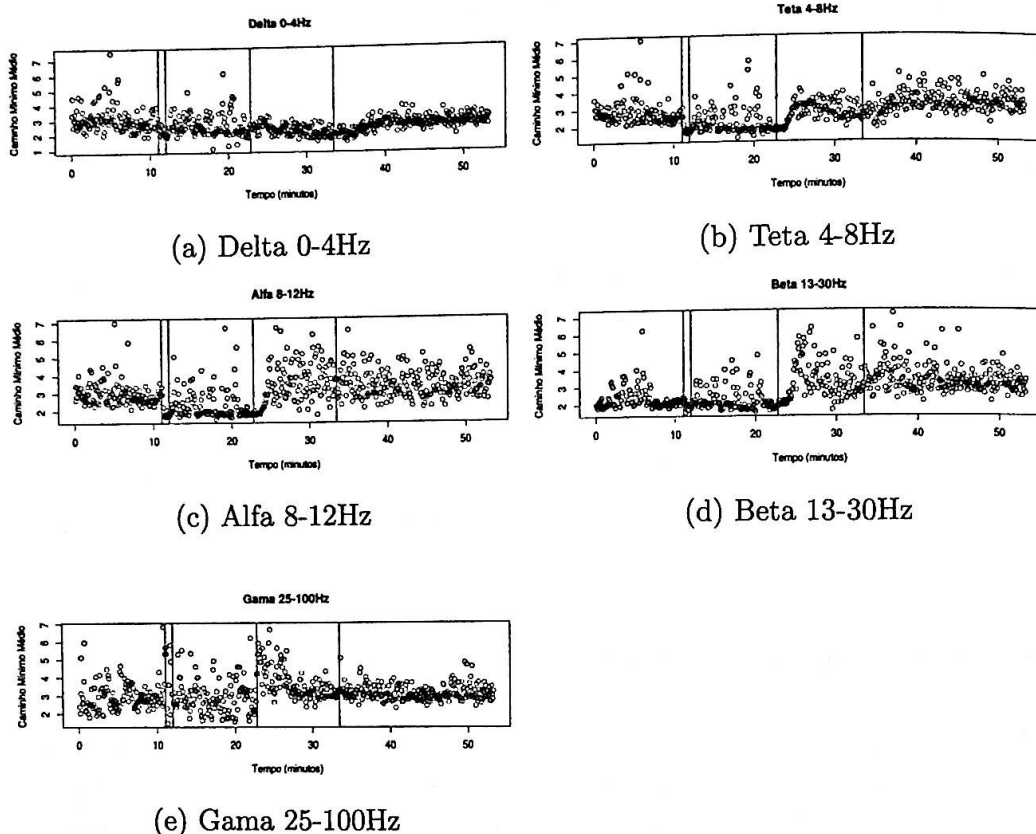 Delta 0-4Hz
Caminho Mínimo Médio
1 2 3 4 5 6 7
0 10 20 30 40 50
Tempo (minutos)
(a) Delta 0-4Hz
Teta 4-8Hz
Caminho Mínimo Médio
2 3 4 5 6 7
0 10 20 30 40 50
Tempo (minutos)
(b) Teta 4-8Hz
Alfa 8-12Hz
Caminho Mínimo Médio
2 3 4 5 6 7
0 10 20 30 40 50
Tempo (minutos)
(c) Alfa 8-12Hz
Beta 13-30Hz
Caminho Mínimo Médio
2 3 4 5 6 7
0 10 20 30 40 50
Tempo (minutos)
(d) Beta 13-30Hz
Gama 25-100Hz
Caminho Mínimo Médio
2 3 4 5 6 7
0 10 20 30 40 50
Tempo (minutos)
(e) Gama 25-100Hz